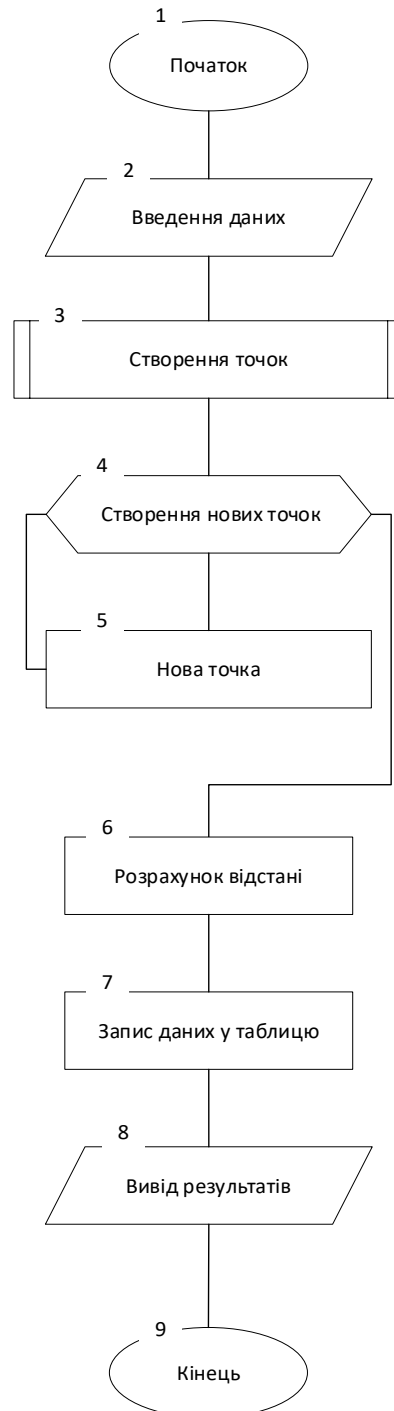 1
Початок
2
Введення даних
3
Створення точок
4
Створення нових точок
5
Нова точка
6
Розрахунок відстані
7
Запис даних у таблицю
8
Вивід результатів
9
Кінець